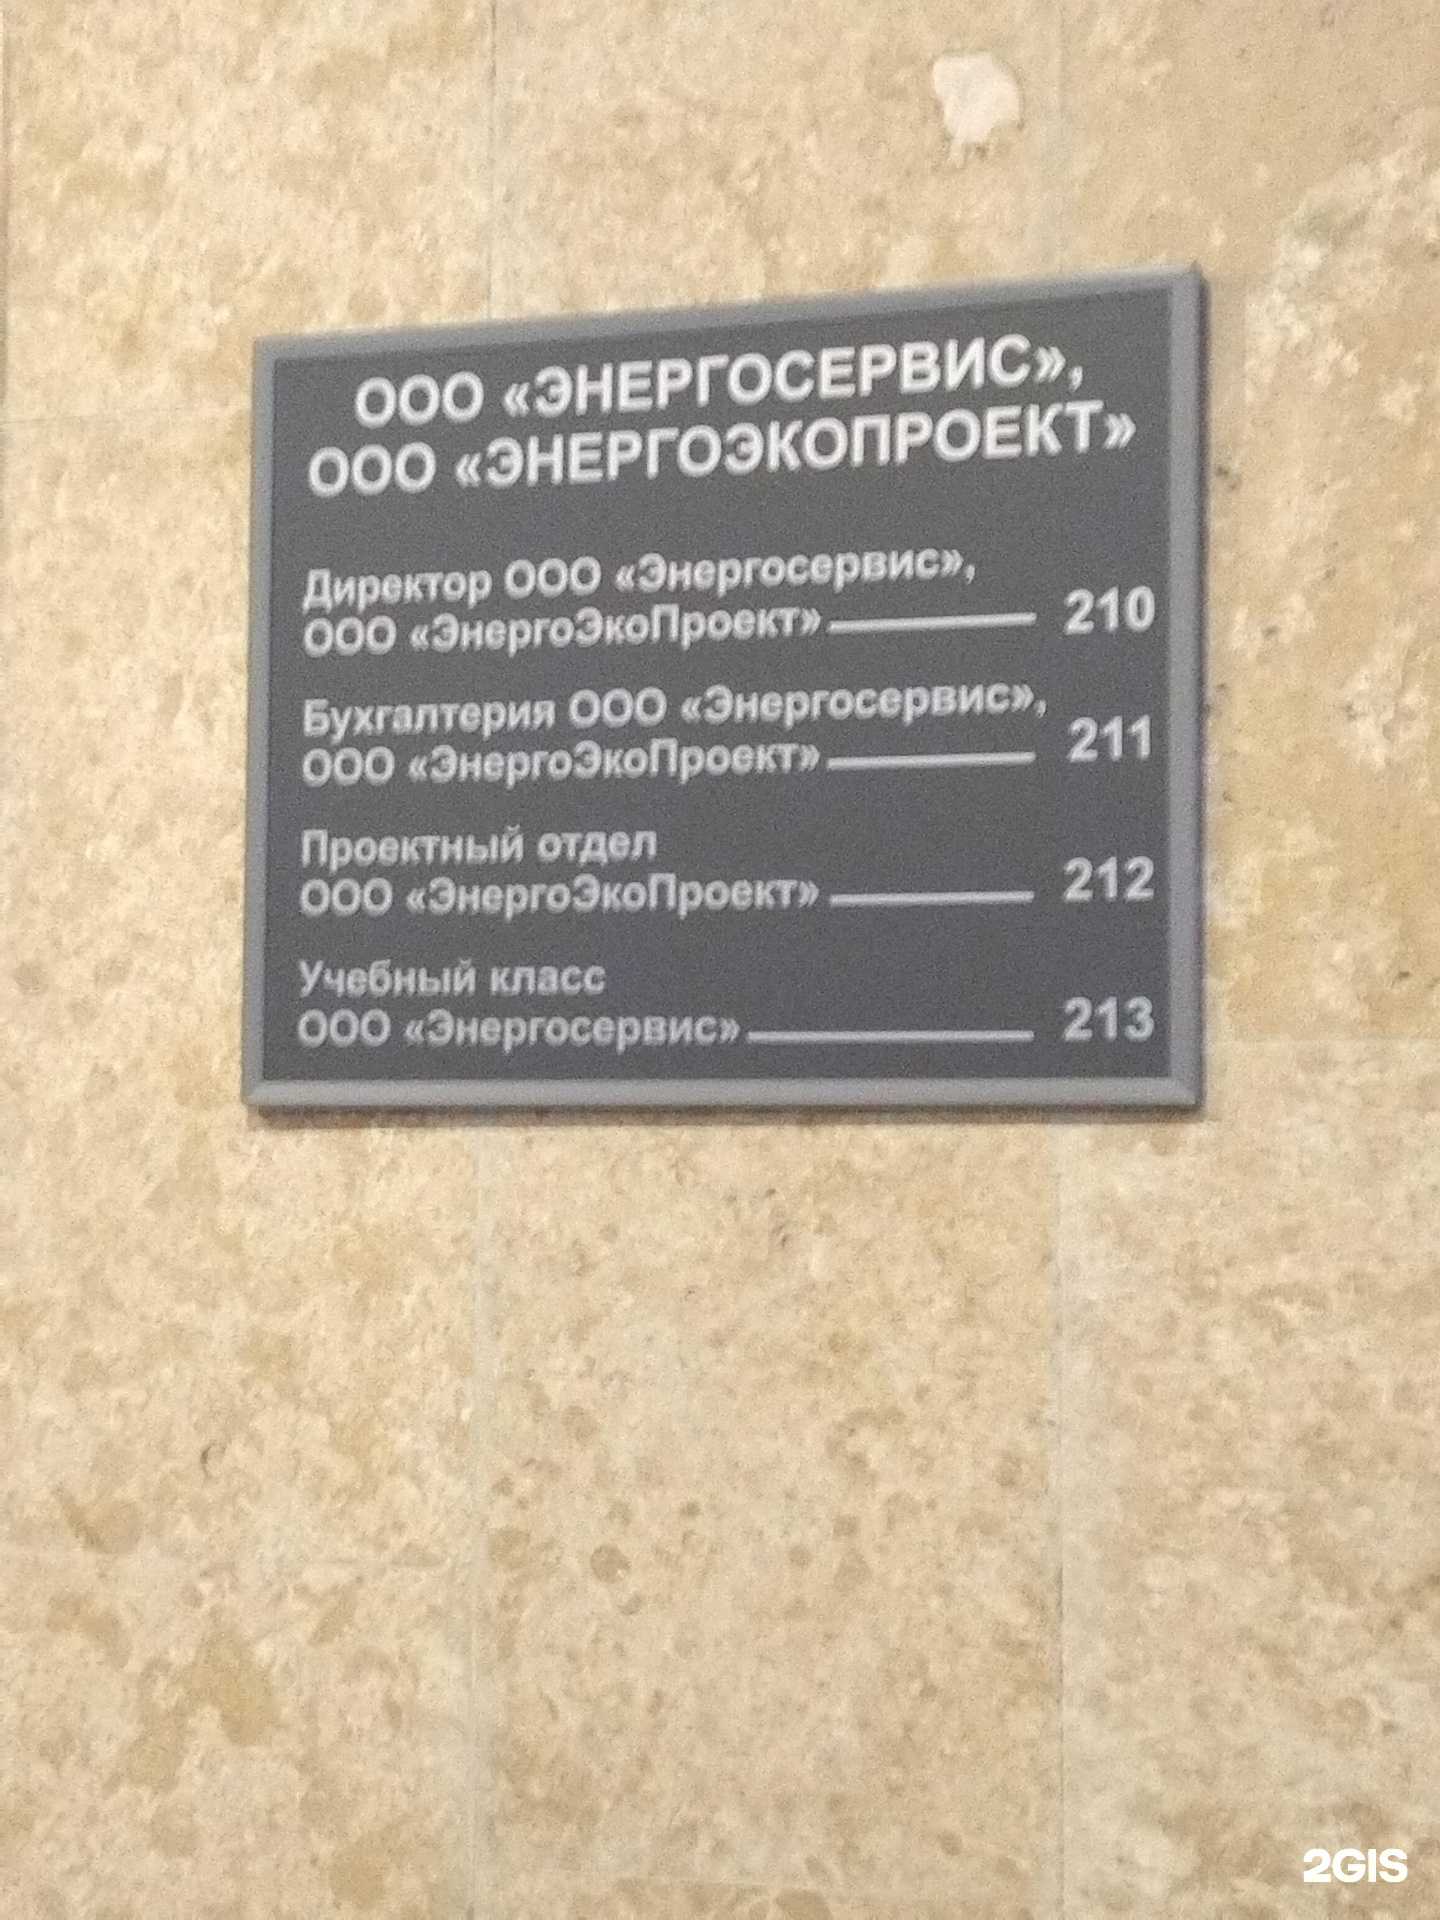 ООО «ЭНЕРГОСЕРВИС»,
ООО «ЭНЕРГОЭКОПРОЕКТ»
Директор ООО «Энергосервис»,
ООО «ЭнергоЭкоПроект» 210
Бухгалтерия ООО «Энергосервис»,
ООО «ЭнергоЭкоПроект» 211
Проектный отдел
ООО «ЭнергоЭкоПроект» 212
Учебный класс
ООО «Энергосервис» 213
2GIS